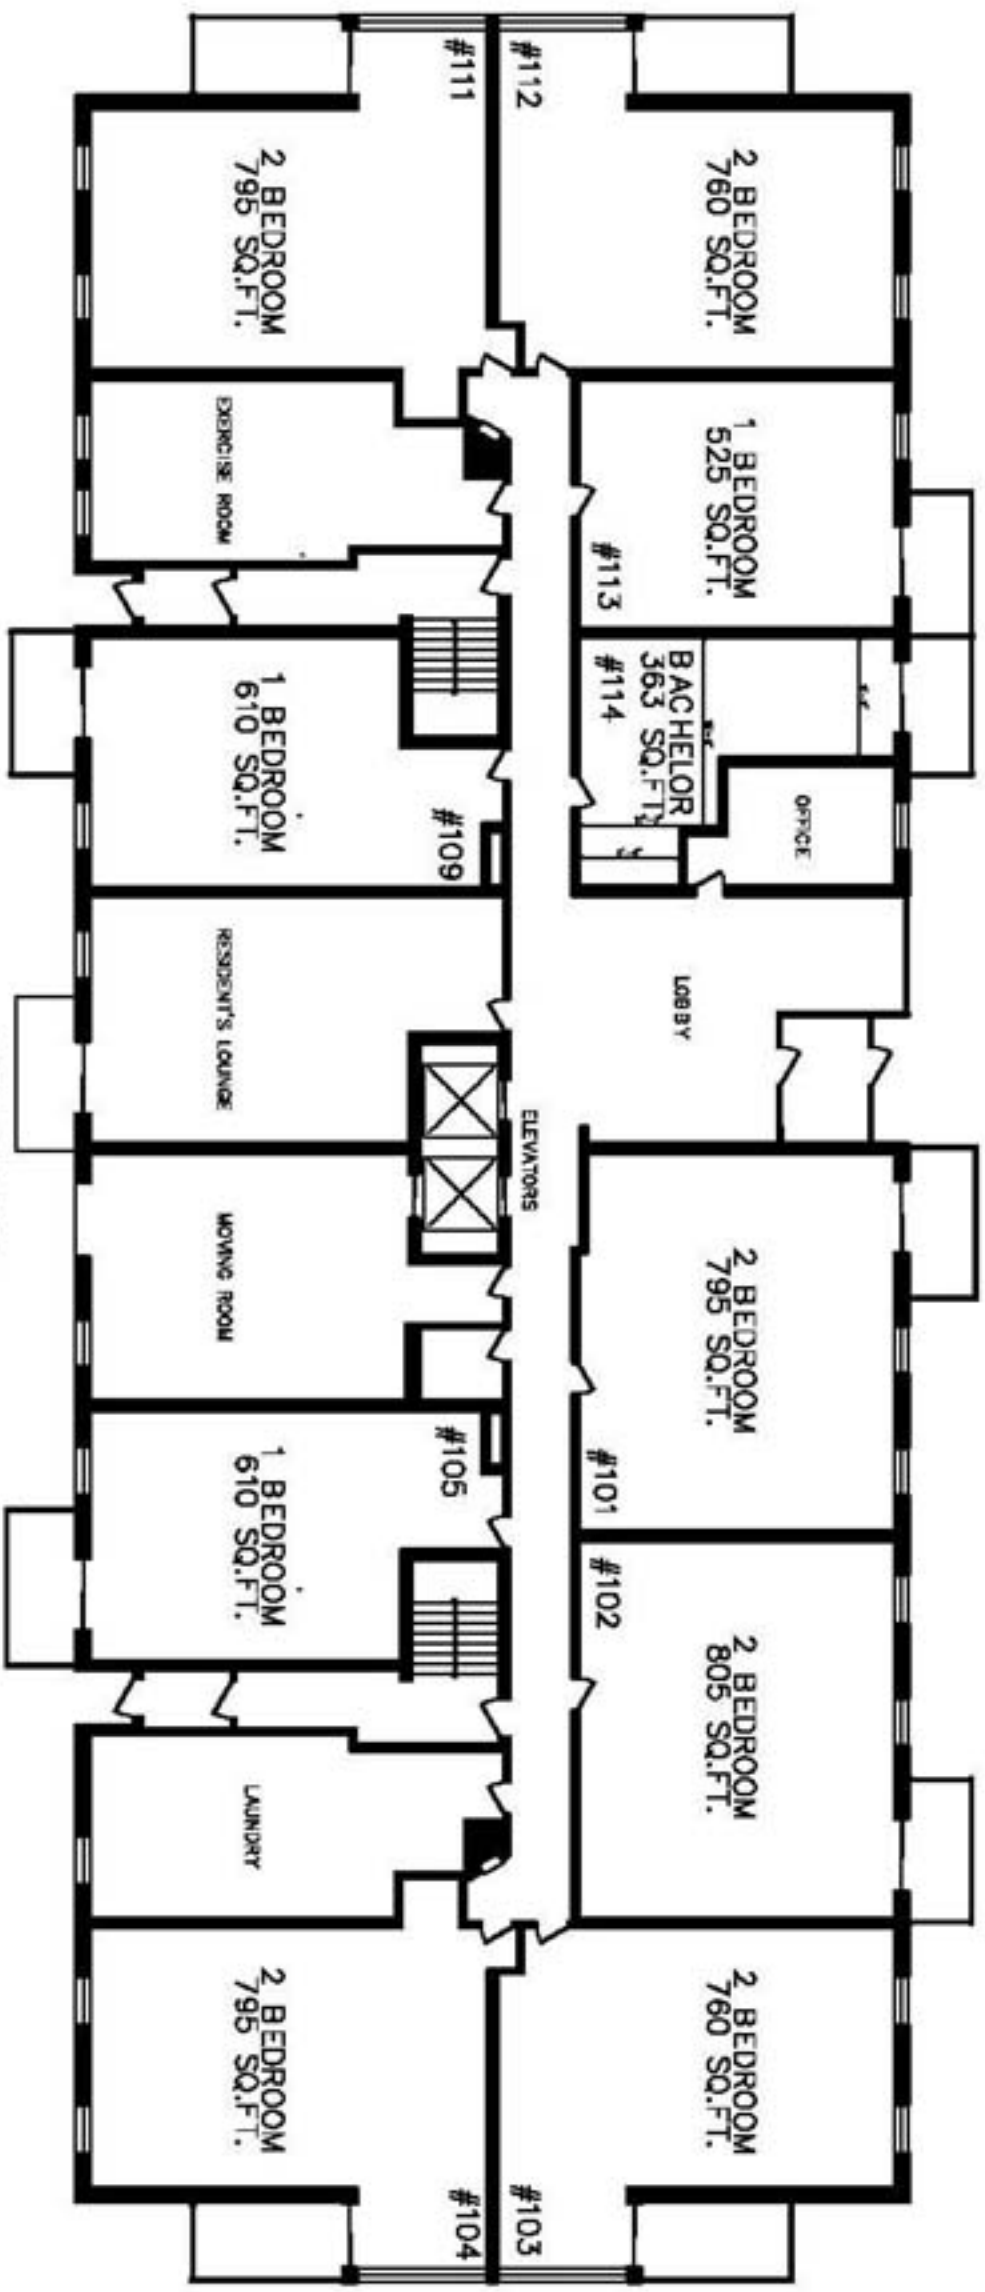 #112
2 BEDROOM
760 SQ.FT.
1 BEDROOM
525 SQ.FT.
#113
BACHELOR
363 SQ.FT.
#114
OFFICE
LOBBY
2 BEDROOM
795 SQ.FT.
#101
#102
2 BEDROOM
805 SQ.FT.
2 BEDROOM
760 SQ.FT.
#103
ELEVATORS
#111
2 BEDROOM
795 SQ.FT.
EXERCISE ROOM
1 BEDROOM
610 SQ.FT.
#109
RESIDENT'S LOUNGE
MOVING ROOM
#105
1 BEDROOM
610 SQ.FT.
LAUNDRY
2 BEDROOM
795 SQ.FT.
#104